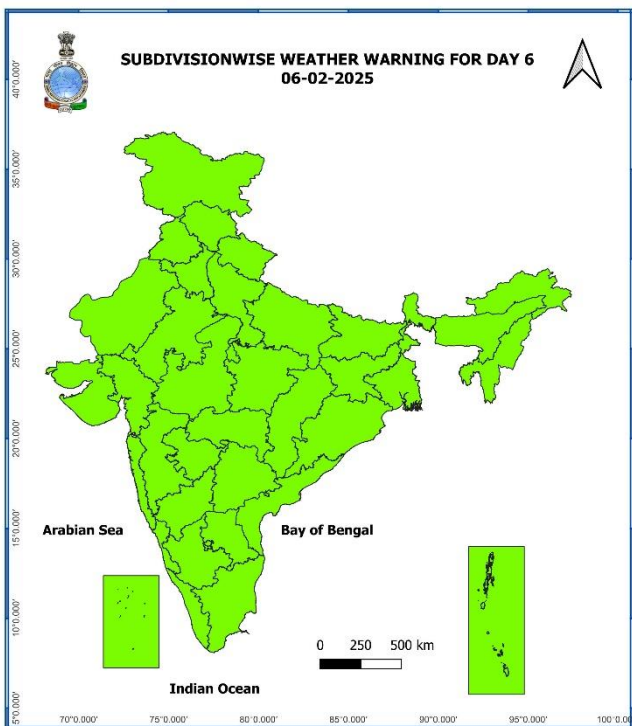 SUBDIVISIONWISE WEATHER WARNING FOR DAY 6
06-02-2025
40°0.000'
35°0.000'
30°0.000'
25°0.000'
20°0.000'
15°0.000'
10°0.000'
5°0.000'
Arabian Sea
Bay of Bengal
0 250 500 km
Indian Ocean
70°0.000' 75°0.000' 80°0.000' 85°0.000' 90°0.000' 95°0.000' 100°0.0